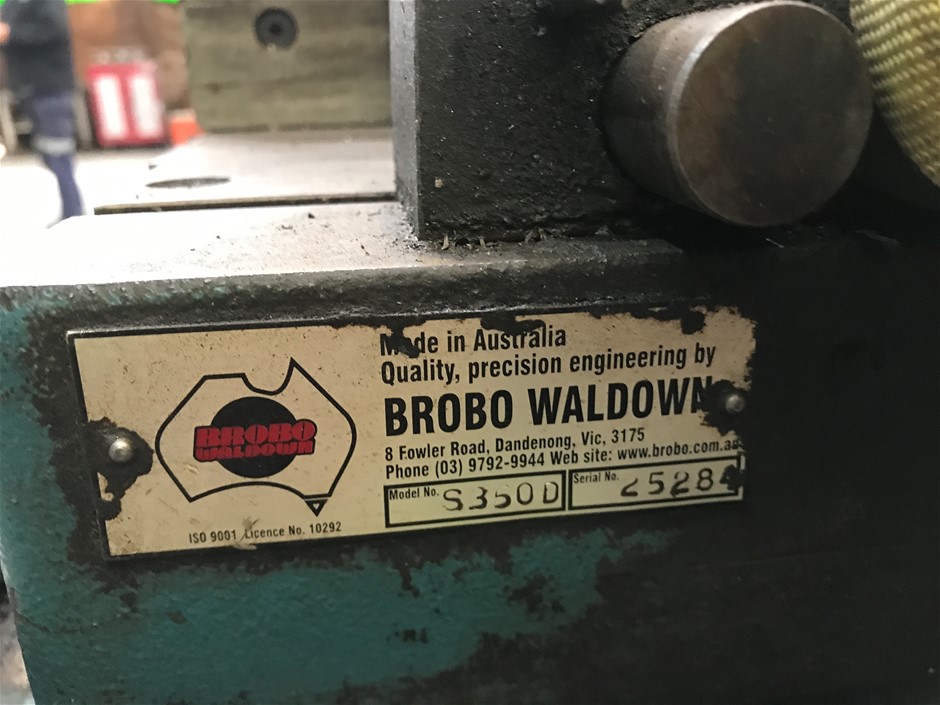 BROBO
WALDOWN
ISO 9001 Licence No. 10292
Made in Australia
Quality, precision engineering by
BROBO WALDOWN
8 Fowler Road, Dandenong, Vic, 3175
Phone (03) 9792-9944 Web site: www.brobo.com.au
Model No. S350D Serial No. 25284